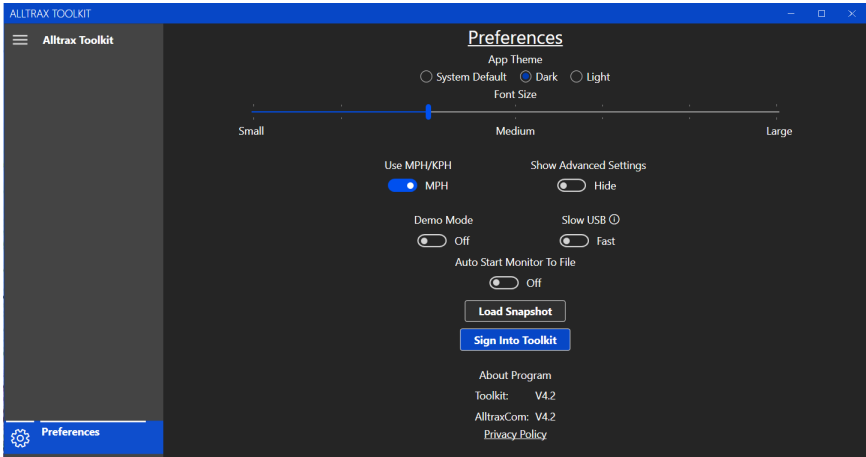 ALLTRAX TOOLKIT
Alltrax Toolkit
Preferences
App Theme
System Default Dark Light
Font Size
Small Medium Large
Use MPH/KPH Show Advanced Settings
MPH Hide
Demo Mode Slow USB
Off Fast
Auto Start Monitor To File
Off
Load Snapshot
Sign Into Toolkit
About Program
Toolkit: V4.2
AlltraxCom: V4.2
Privacy Policy
Preferences